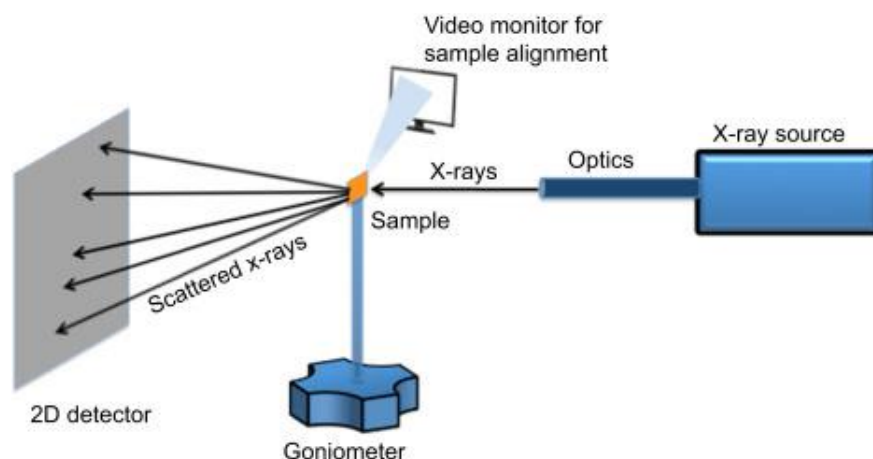 Video monitor for
sample alignment
X-ray source
Optics
X-rays
Sample
Scattered x-rays
2D detector
Goniometer